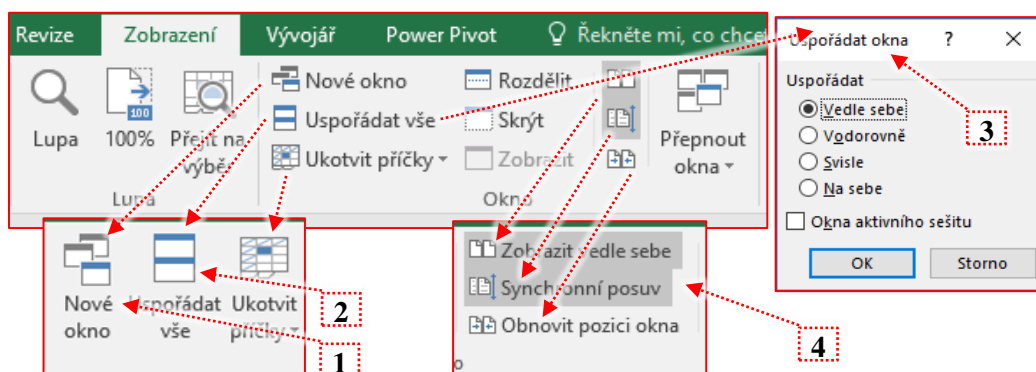 Revize Zobrazení Vývojář Power Pivot Řekněte mi, co chcet
Lupa
100%
100
Přejít na
výběr
Lupa
Nové okno
Uspořádat vše
Ukotvit příčky
Rozdělit
Skrýt
Zobrazit
Přepnout
okna
Okno
Uspořádat okna ? X
Uspořádat
Vedle sebe
Vodorovně
Svisle
Na sebe
Okna aktivního sešitu
OK Storno
3
Nové
okno
Uspořádat
vše
Ukotvit
příčky
2
1
Zobrazit vedle sebe
Synchronní posuv
Obnovit pozici okna
o
4